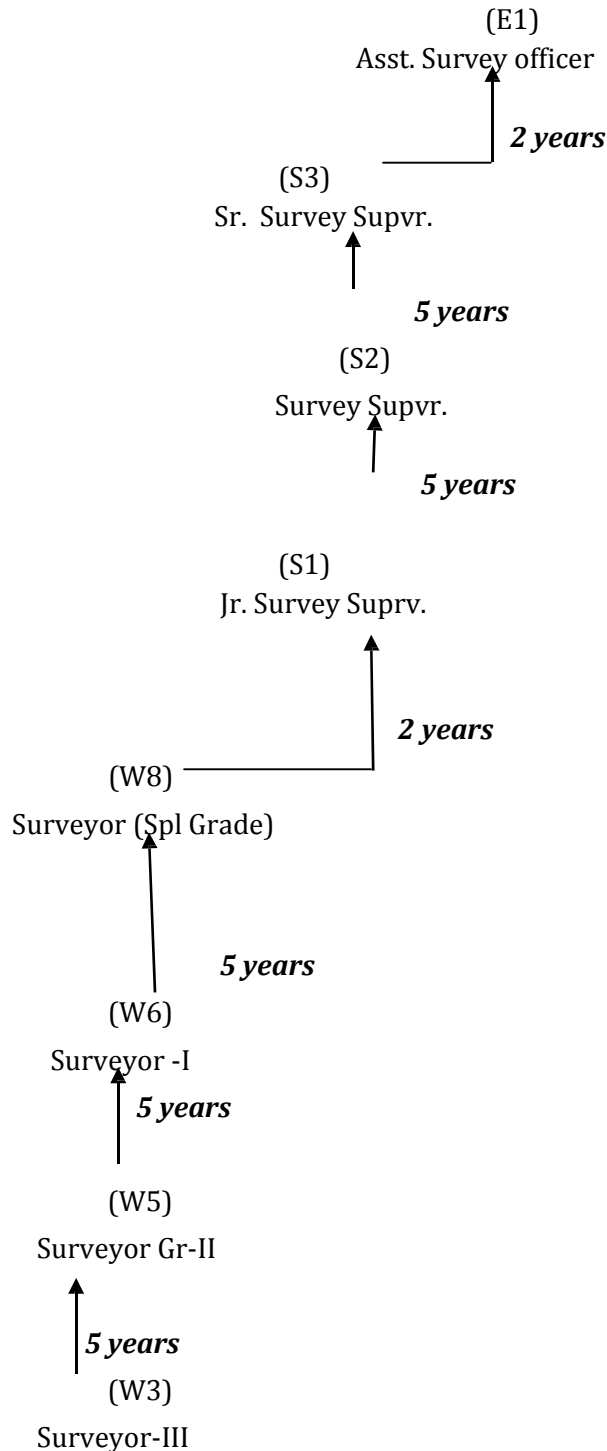 (E1)
Asst. Survey officer
2 years
(S3)
Sr. Survey Supvr.
5 years
(S2)
Survey Supvr.
5 years
(S1)
Jr. Survey Suprv.
2 years
(W8)
Surveyor (Spl Grade)
5 years
(W6)
Surveyor -I
5 years
(W5)
Surveyor Gr-II
5 years
(W3)
Surveyor-III